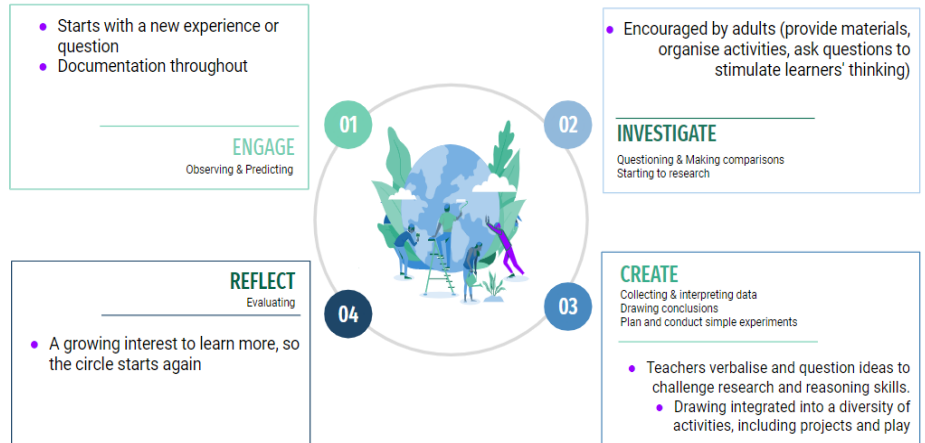 Starts with a new experience or
question
Documentation throughout
ENGAGE
Observing & Predicting
01
02
Encouraged by adults (provide materials,
organise activities, ask questions to
stimulate learners' thinking)
INVESTIGATE
Questioning & Making comparisons
Starting to research
03
CREATE
Collecting & interpreting data
Drawing conclusions
Plan and conduct simple experiments
Teachers verbalise and question ideas to
challenge research and reasoning skills.
Drawing integrated into a diversity of
activities, including projects and play
04
REFLECT
Evaluating
A growing interest to learn more, so
the circle starts again